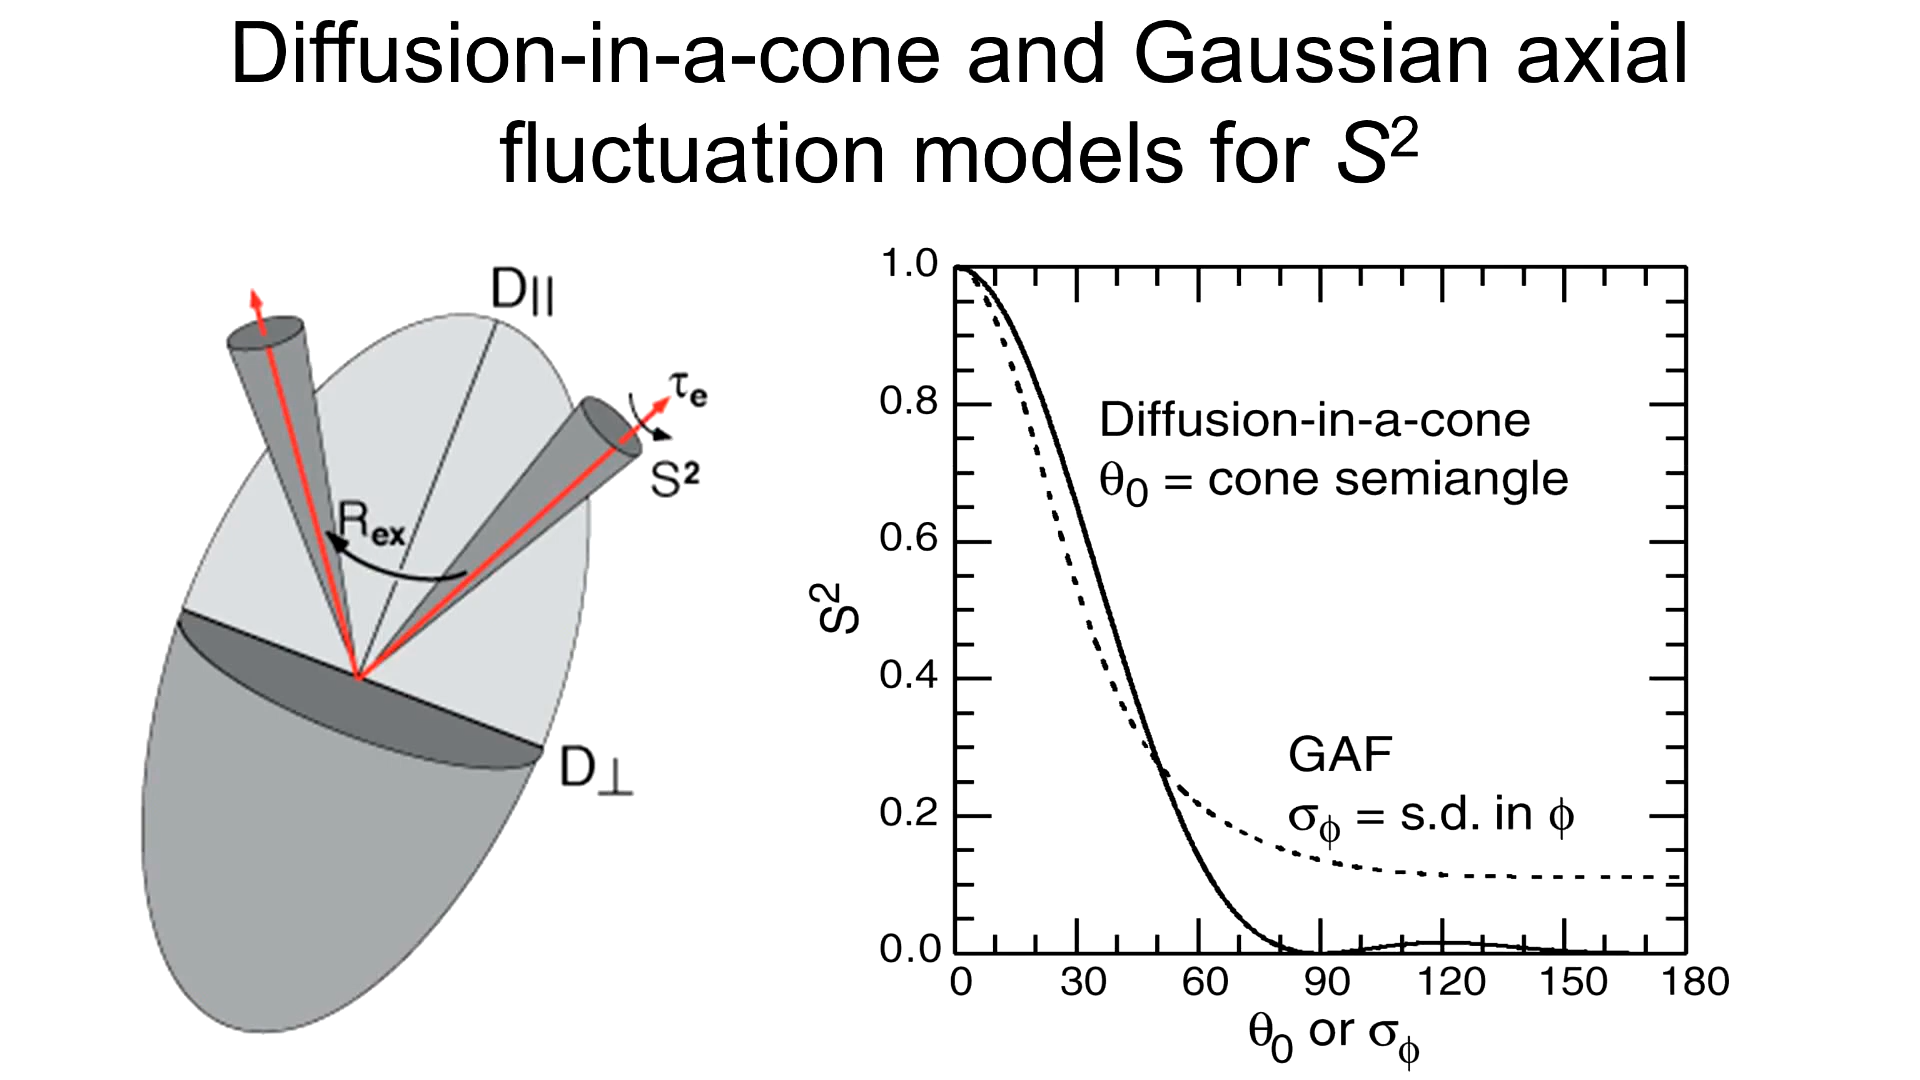 Diffusion-in-a-cone and Gaussian axial
fluctuation models for S²
D||
τe
S²
Rex
D⊥
1.0
0.8
0.6
0.4
0.2
0.0
S²
Diffusion-in-a-cone
θ0 = cone semiangle
GAF
σϕ = s.d. in ϕ
0 30 60 90 120 150 180
θ0 or σϕ